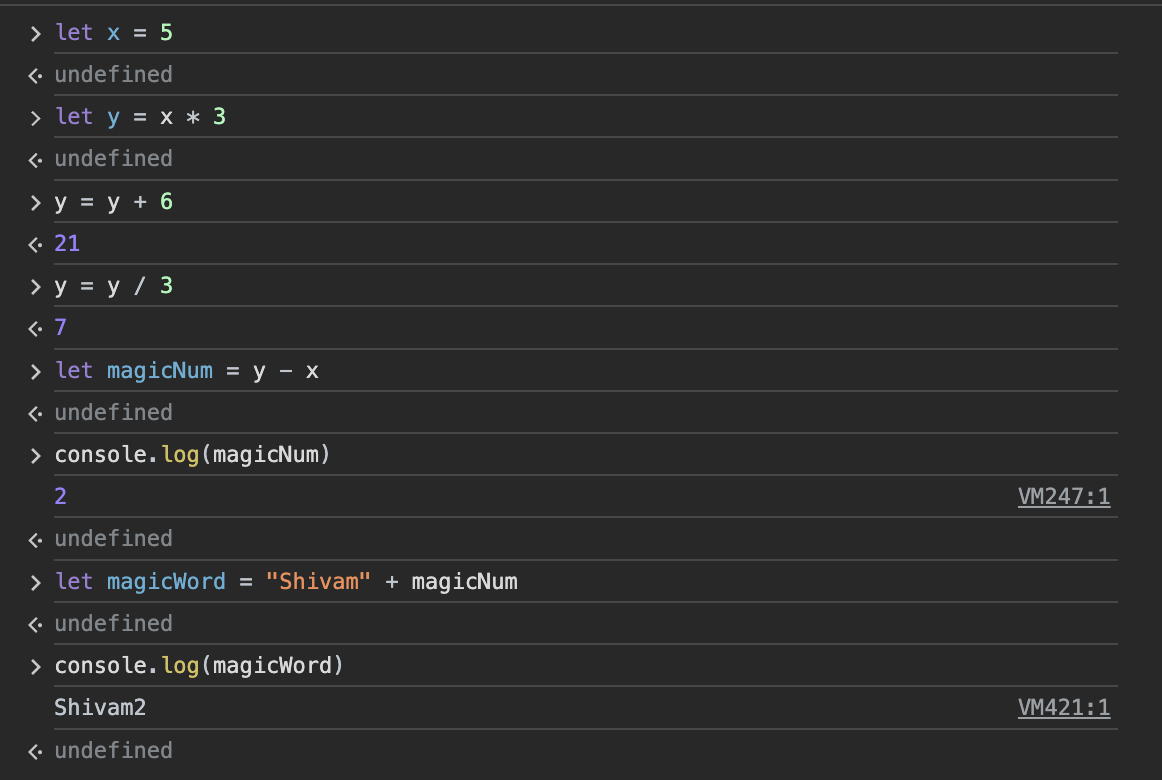 > let x = 5
<· undefined
> let y = x * 3
<· undefined
> y = y + 6
<· 21
> y = y / 3
<· 7
> let magicNum = y - x
<· undefined
> console.log(magicNum)
2 VM247:1
<· undefined
> let magicWord = "Shivam" + magicNum
<· undefined
> console.log(magicWord)
Shivam2 VM421:1
<· undefined